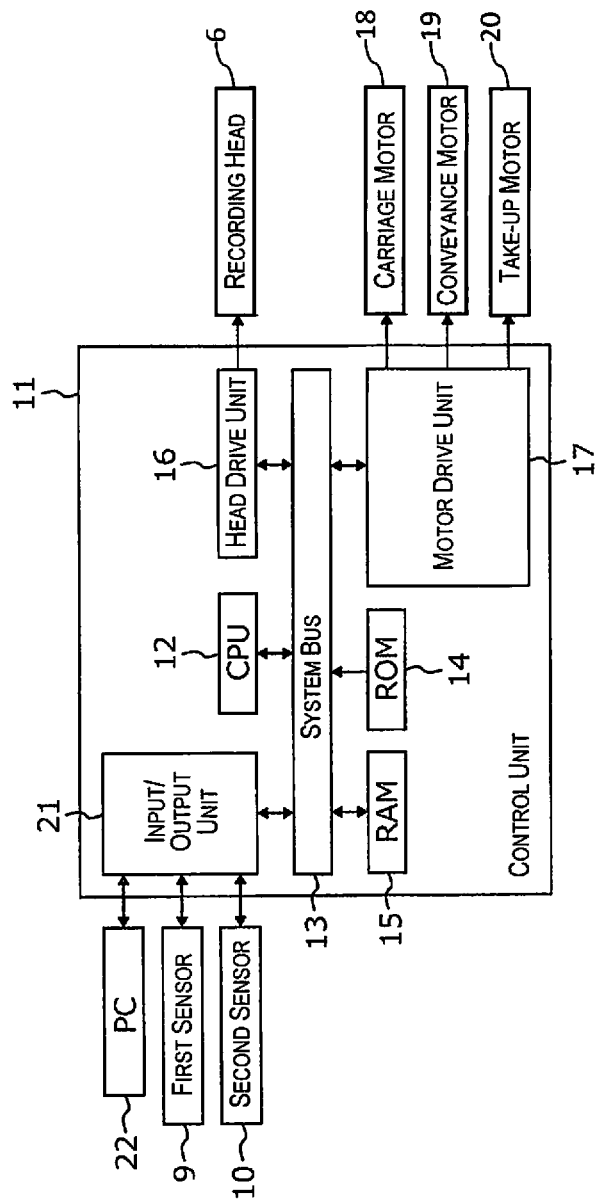 11
22
PC
9
FIRST SENSOR
10
SECOND SENSOR
21
INPUT/
OUTPUT
UNIT
12
CPU
16
HEAD DRIVE UNIT
RECORDING HEAD
6
13
SYSTEM BUS
15
RAM
14
ROM
17
MOTOR DRIVE UNIT
CARRIAGE MOTOR
18
CONVEYANCE MOTOR
19
TAKE-UP MOTOR
20
CONTROL UNIT